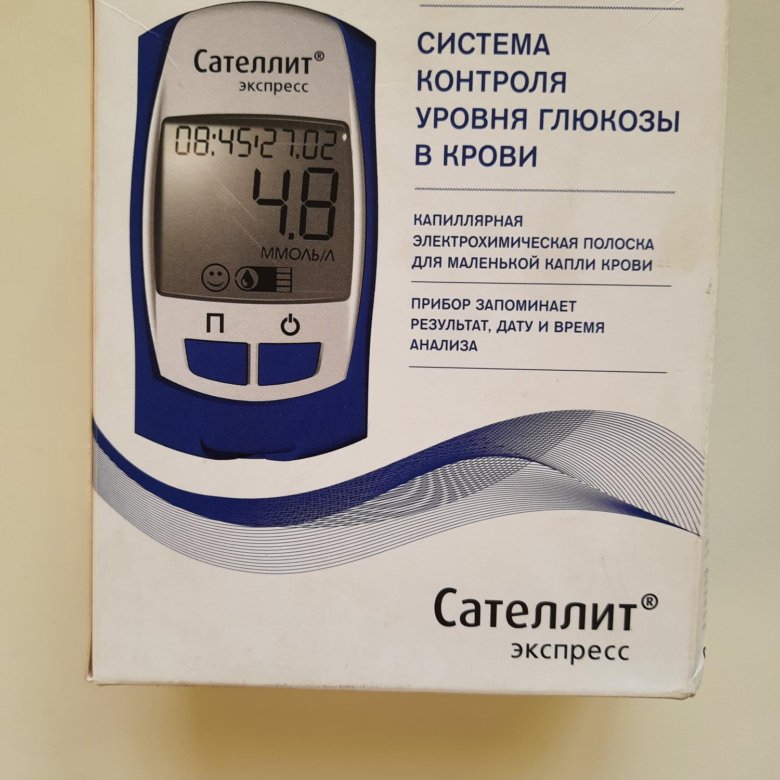 Сателлит®
экспресс
08:45 27.02
4.8
ММОЛЬ/Л
П
СИСТЕМА
КОНТРОЛЯ
УРОВНЯ ГЛЮКОЗЫ
В КРОВИ
КАПИЛЛЯРНАЯ
ЭЛЕКТРОХИМИЧЕСКАЯ ПОЛОСКА
ДЛЯ МАЛЕНЬКОЙ КАПЛИ КРОВИ
ПРИБОР ЗАПОМИНАЕТ
РЕЗУЛЬТАТ, ДАТУ И ВРЕМЯ
АНАЛИЗА
Сателлит®
экспресс